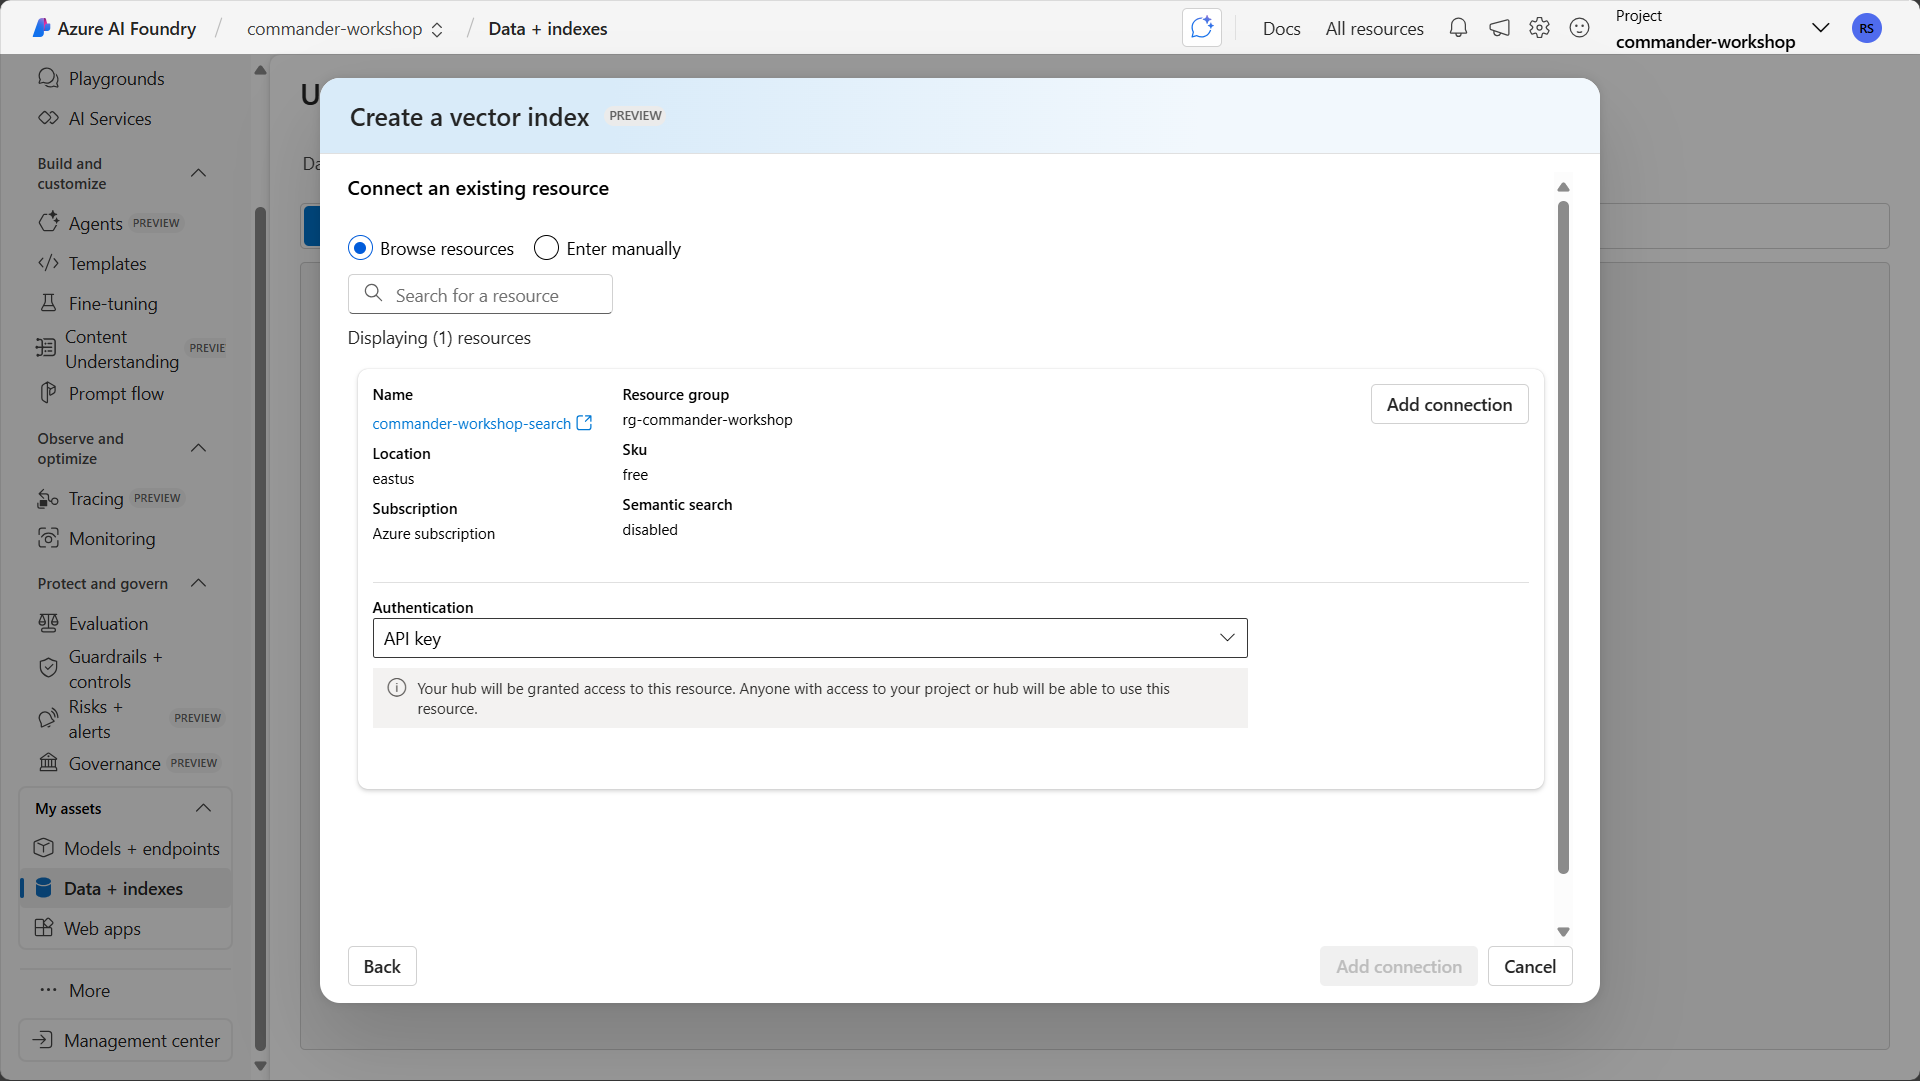 Azure AI Foundry / commander-workshop / Data + indexes
Docs
All resources
Project
commander-workshop
RS
Playgrounds
AI Services
Build and
customize
Agents PREVIEW
Templates
Fine-tuning
Content
Understanding
PREVIE
Prompt flow
Observe and
optimize
Tracing PREVIEW
Monitoring
Protect and govern
Evaluation
Guardrails +
controls
Risks +
alerts
PREVIEW
Governance PREVIEW
My assets
Models + endpoints
Data + indexes
Web apps
More
Management center
U
Da
Create a vector index PREVIEW
Connect an existing resource
Browse resources
Enter manually
Search for a resource
Displaying (1) resources
Name
commander-workshop-search
Location
eastus
Subscription
Azure subscription
Resource group
rg-commander-workshop
Sku
free
Semantic search
disabled
Add connection
Authentication
API key
Your hub will be granted access to this resource. Anyone with access to your project or hub will be able to use this
resource.
Back
Add connection
Cancel